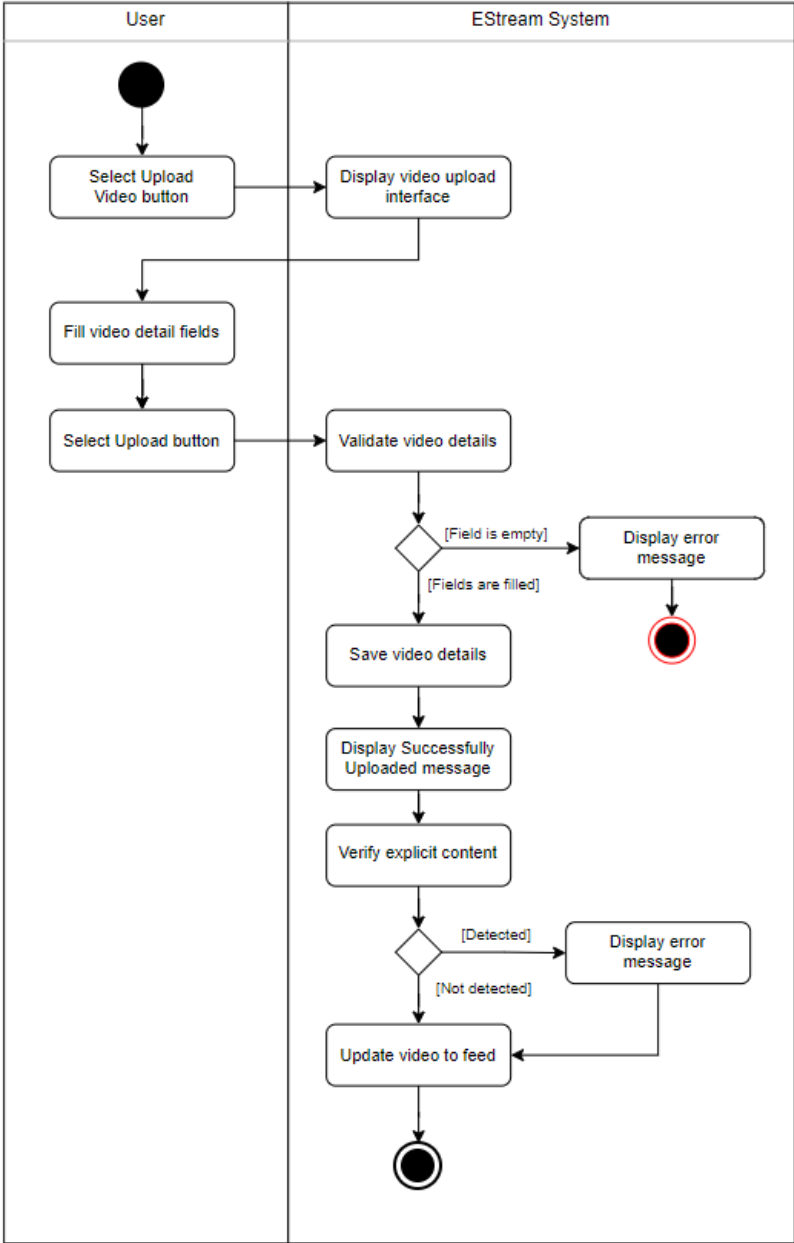 User
EStream System
Select Upload
Video button
Display video upload
interface
Fill video detail fields
Select Upload button
Validate video details
[Field is empty]
Display error
message
[Fields are filled]
Save video details
Display Successfully
Uploaded message
Verify explicit content
[Detected]
Display error
message
[Not detected]
Update video to feed